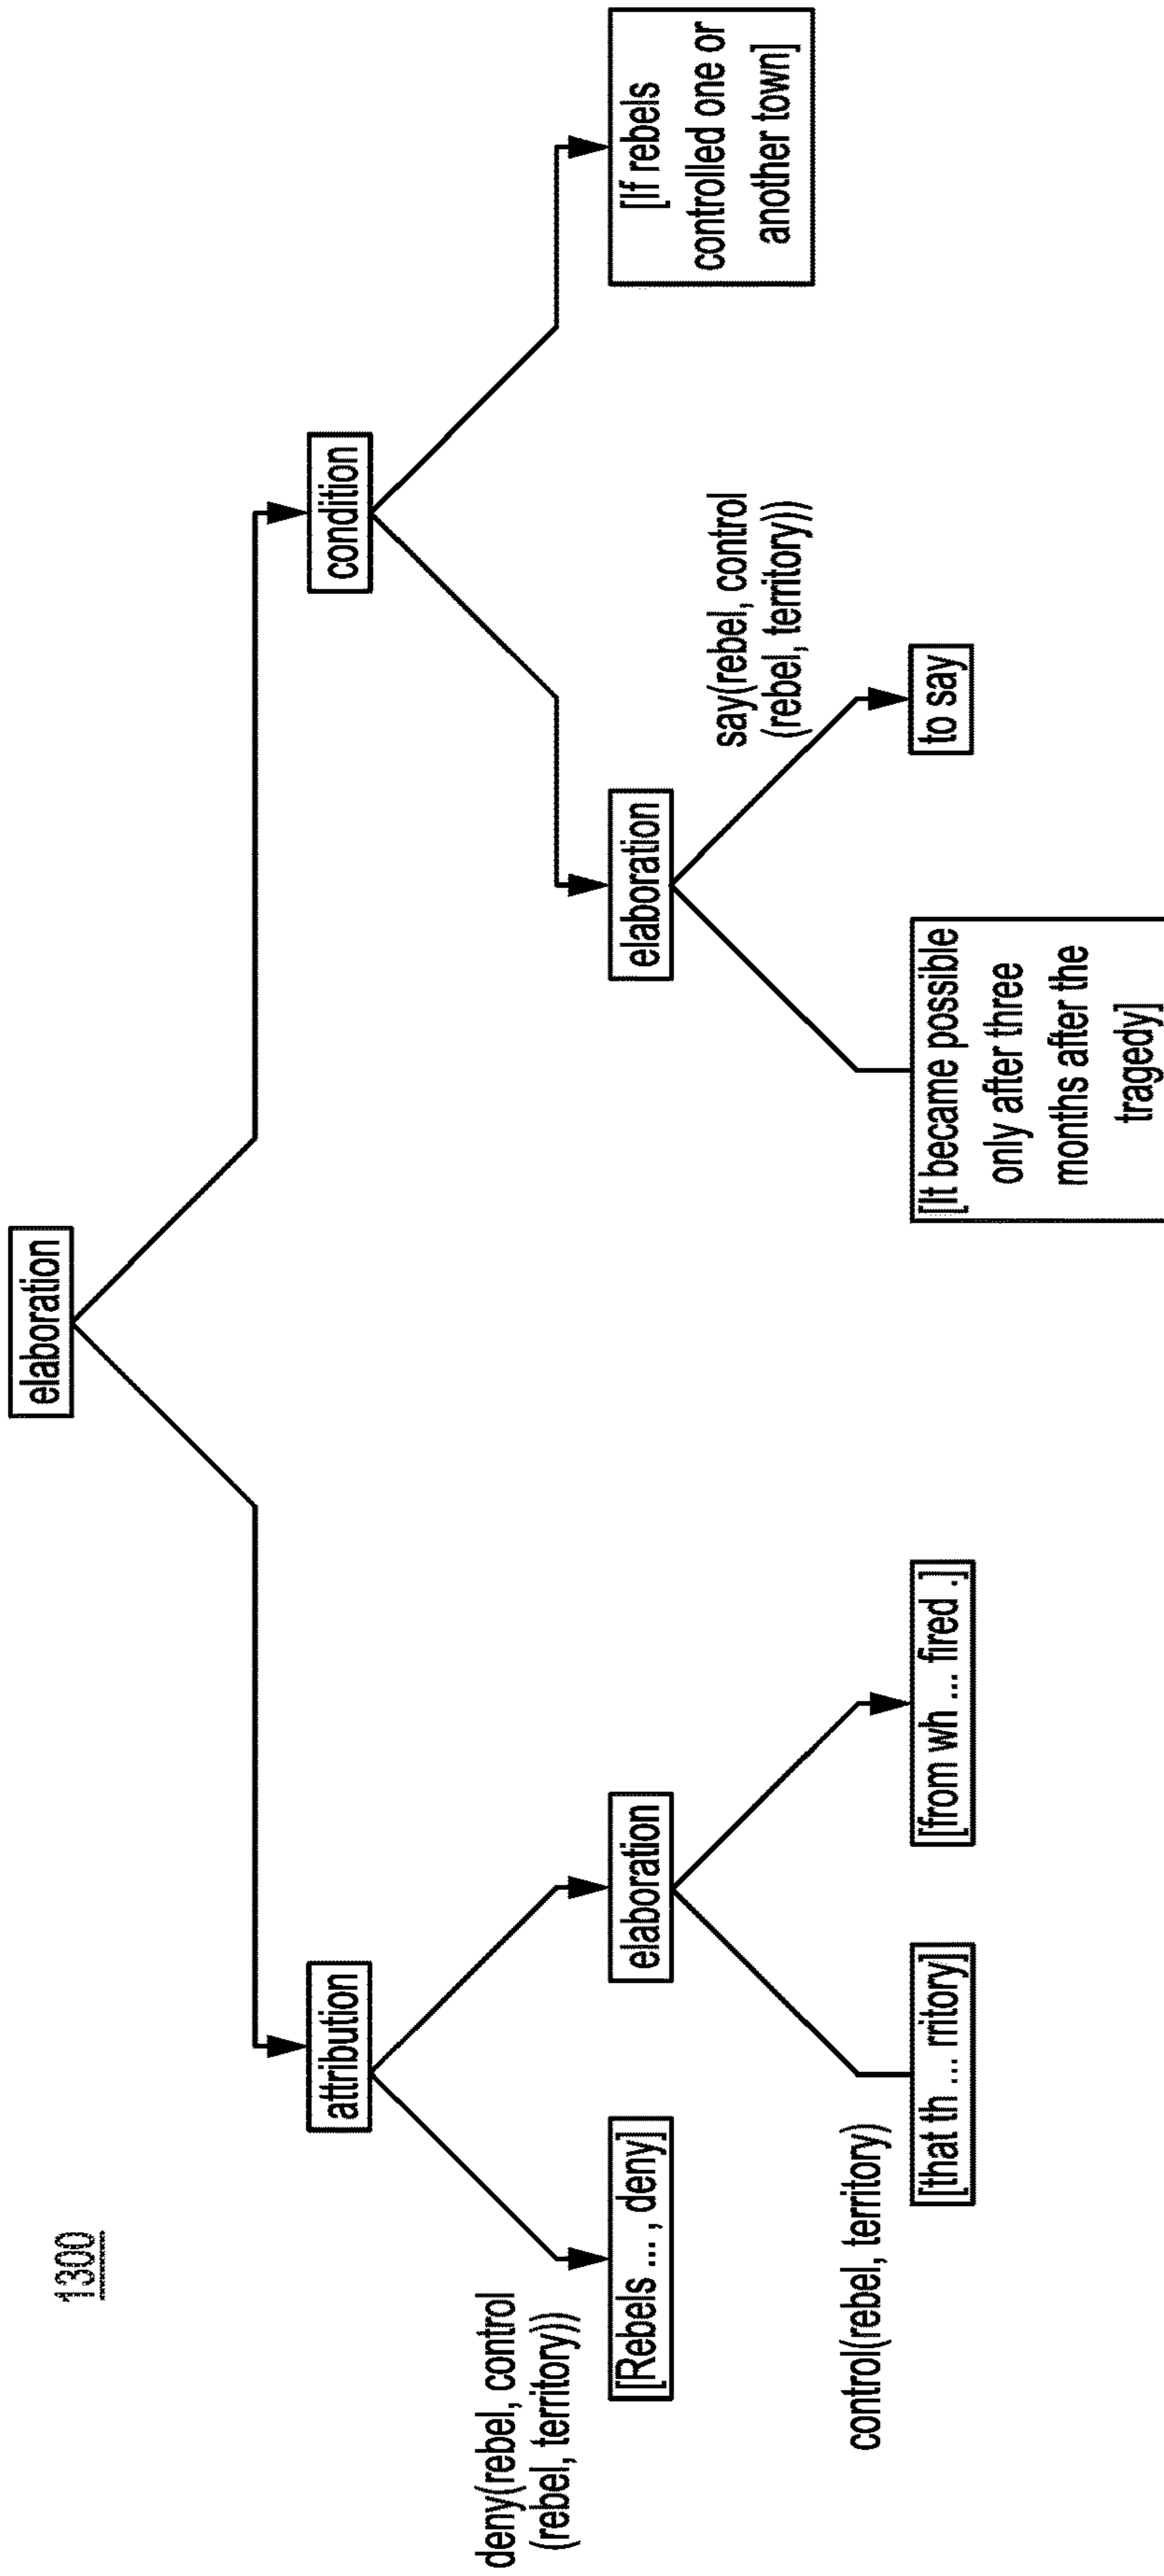 1300
elaboration
attribution
condition
deny(rebel, control
(rebel, territory))
[Rebels ... , deny]
elaboration
elaboration
[If rebels
controlled one or
another town]
control(rebel, territory)
[that th ... rritory]
[from wh ... fired .]
[It became possible
only after three
months after the
tragedy]
say(rebel, control
(rebel, territory))
to say